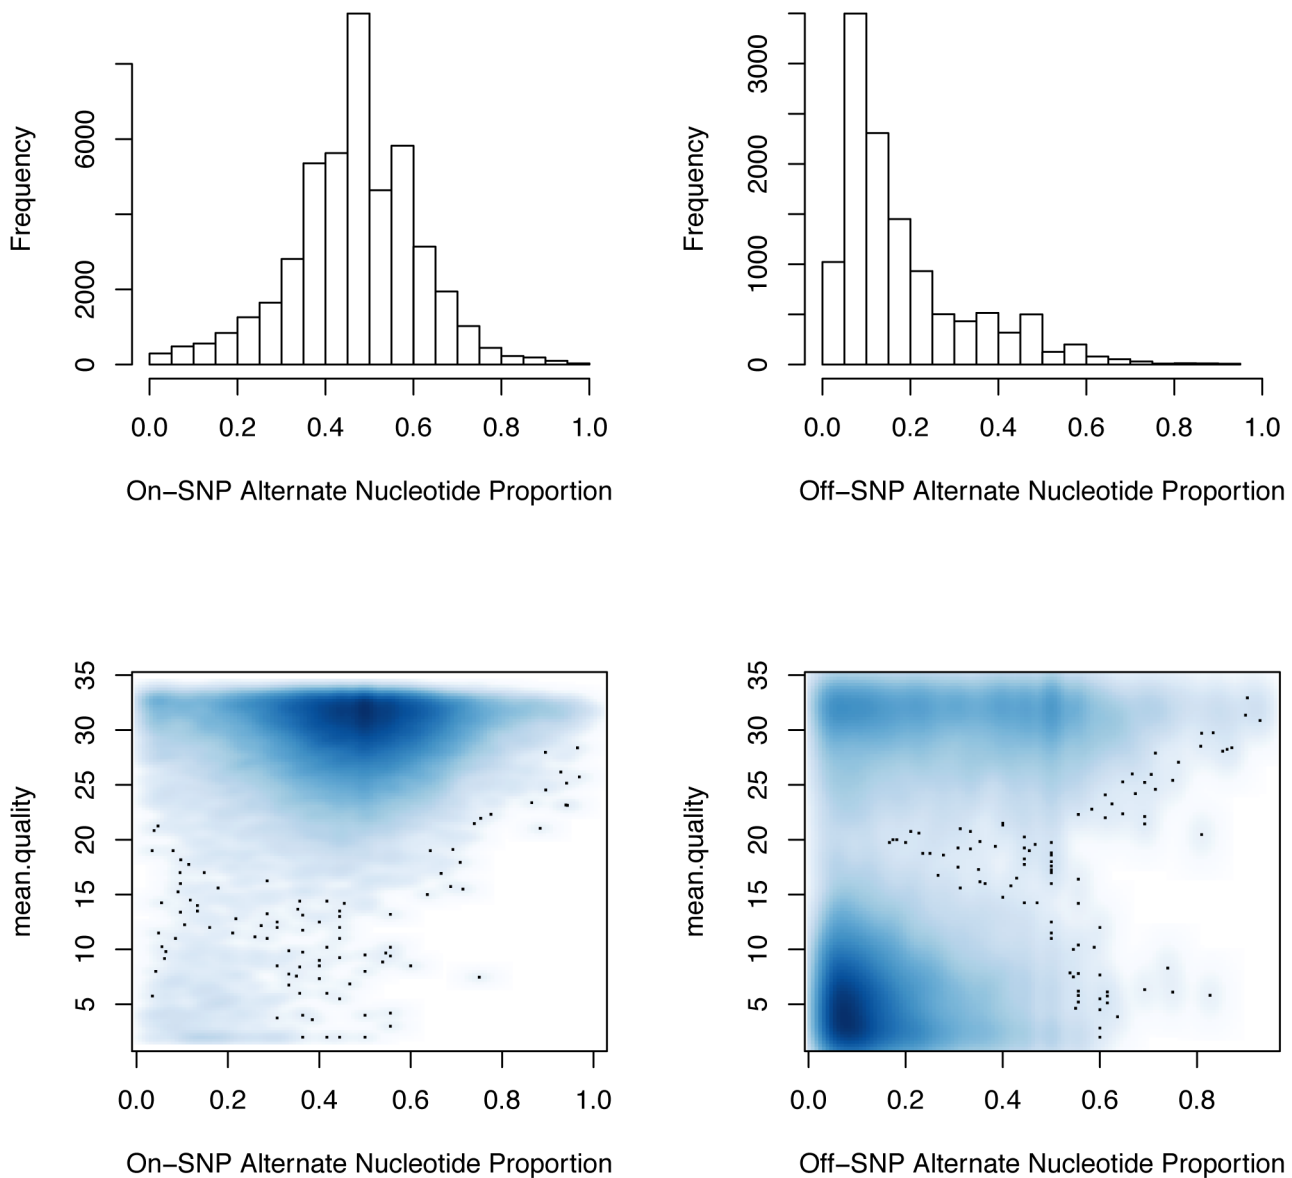 Frequency
0 2000 6000
0.0 0.2 0.4 0.6 0.8 1.0
On−SNP Alternate Nucleotide Proportion
Frequency
0 1000 2000 3000
0.0 0.2 0.4 0.6 0.8 1.0
Off−SNP Alternate Nucleotide Proportion
mean.quality
5 10 15 20 25 30 35
0.0 0.2 0.4 0.6 0.8 1.0
On−SNP Alternate Nucleotide Proportion
mean.quality
5 10 15 20 25 30 35
0.0 0.2 0.4 0.6 0.8
Off−SNP Alternate Nucleotide Proportion